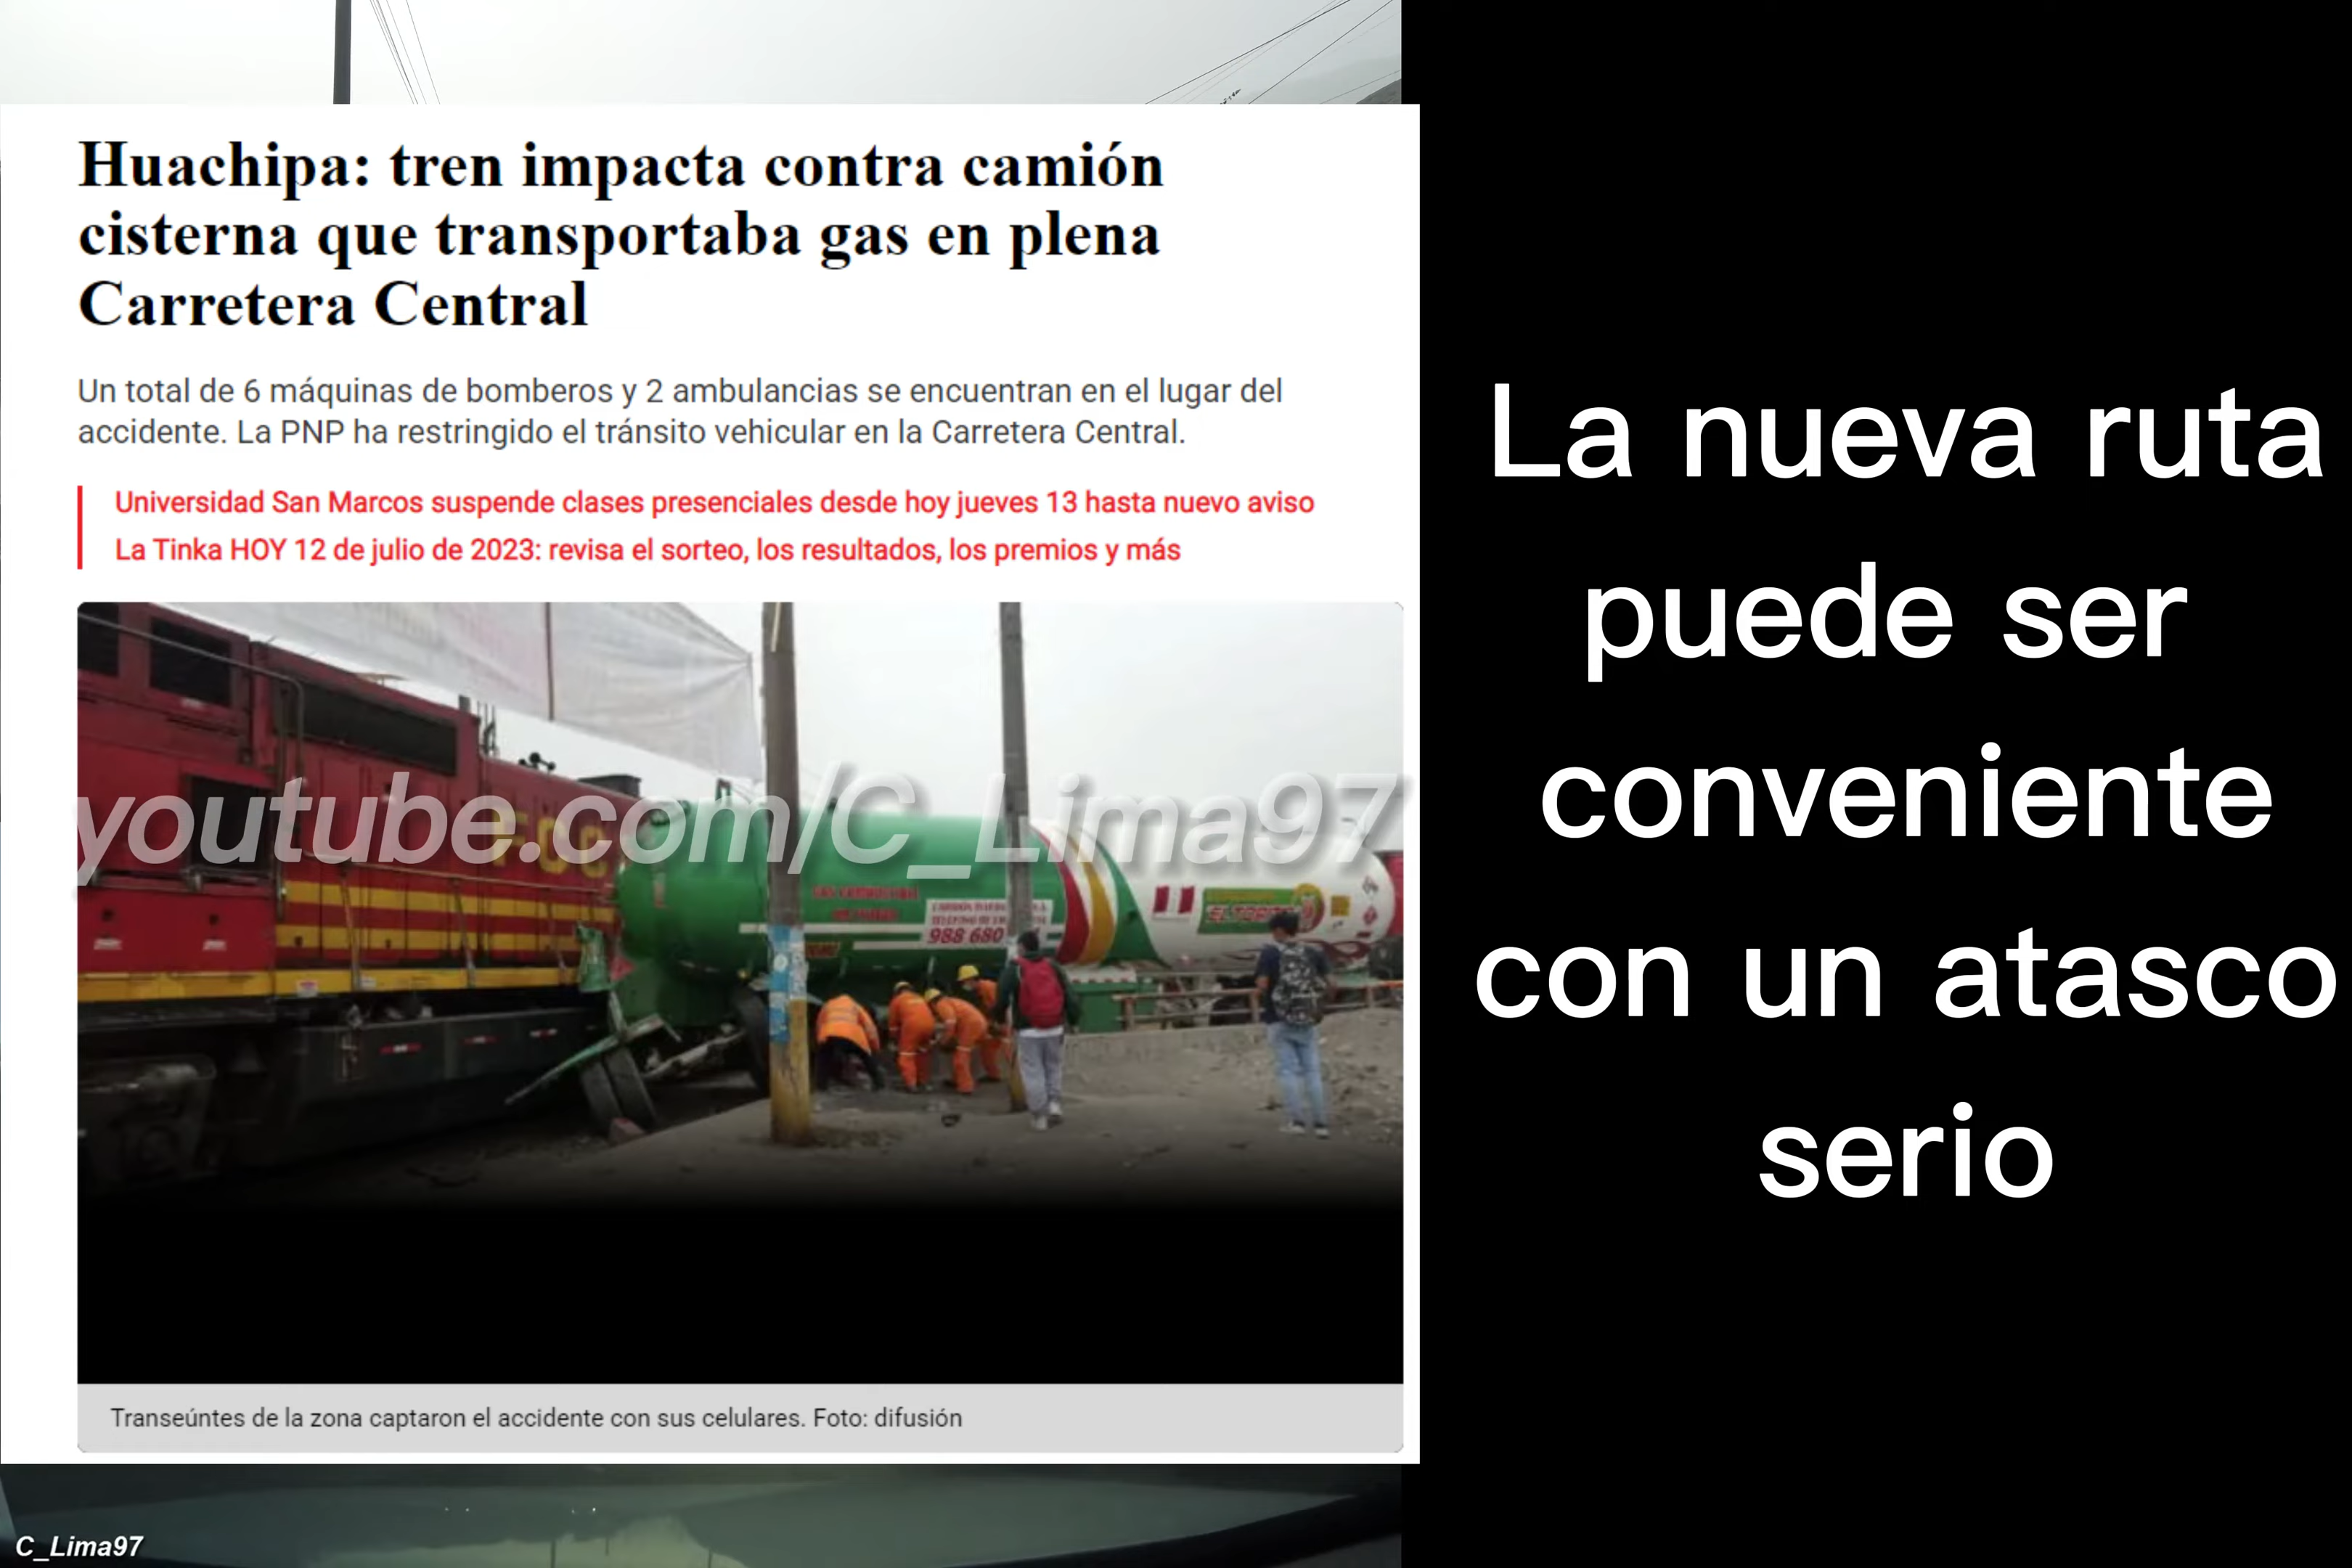 Huachipa: tren impacta contra camión
cisterna que transportaba gas en plena
Carretera Central
Un total de 6 máquinas de bomberos y 2 ambulancias se encuentran en el lugar del
accidente. La PNP ha restringido el tránsito vehicular en la Carretera Central.
Universidad San Marcos suspende clases presenciales desde hoy jueves 13 hasta nuevo aviso
La Tinka HOY 12 de julio de 2023: revisa el sorteo, los resultados, los premios y más
youtube.com/C_Lima97
988 680
EL TORITO
Transeúntes de la zona captaron el accidente con sus celulares. Foto: difusión
C_Lima97
La nueva ruta
puede ser
conveniente
con un atasco
serio